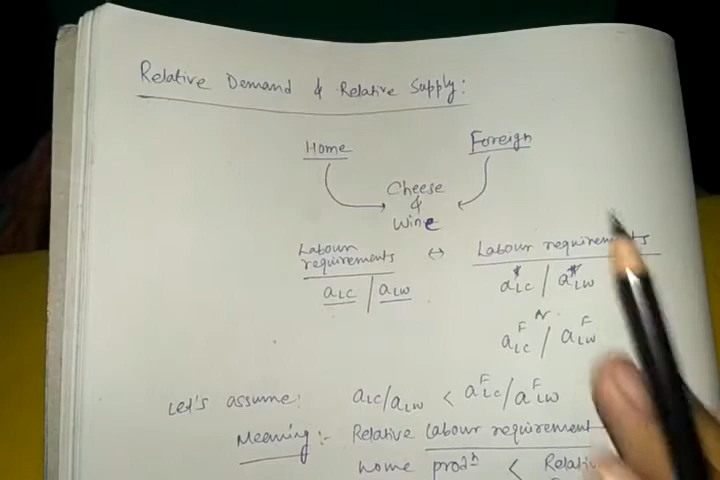 Relative Demand & Relative Supply:
Home
Foreign
Cheese
&
Wine
Labour
requirements
↔
Labour requirements
aLC / aLW
a*LC / a*LW
or
aᶠLC / aᶠLW
Let's assume: aLC/aLW < aᶠLC/aᶠLW
Meaning :- Relative Labour requirement
home prodⁿ <